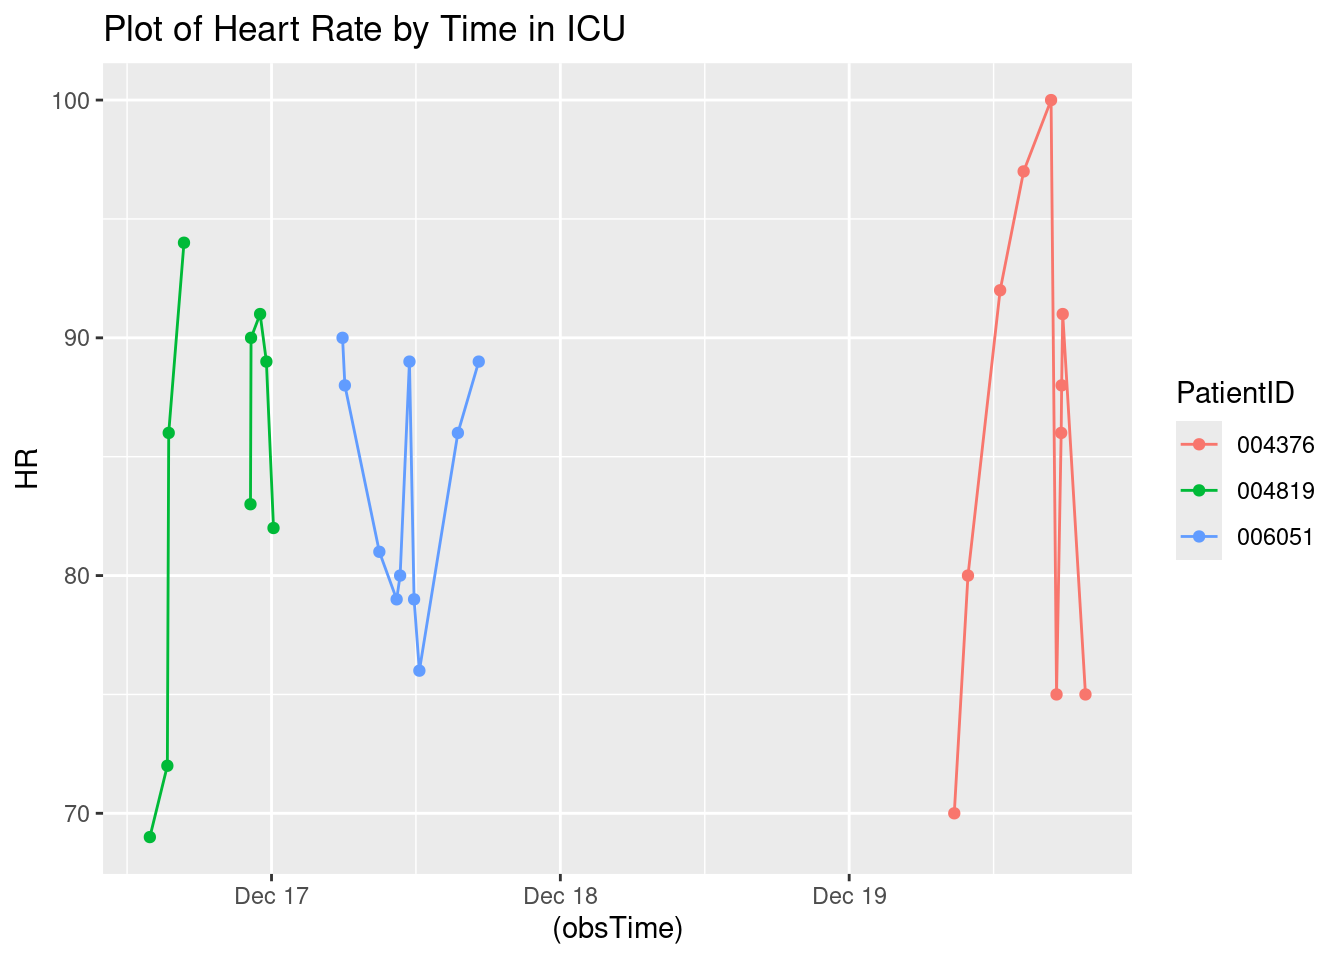 Plot of Heart Rate by Time in ICU
100
90
80
70
HR
Dec 17
Dec 18
Dec 19
(obsTime)
PatientID
004376
004819
006051